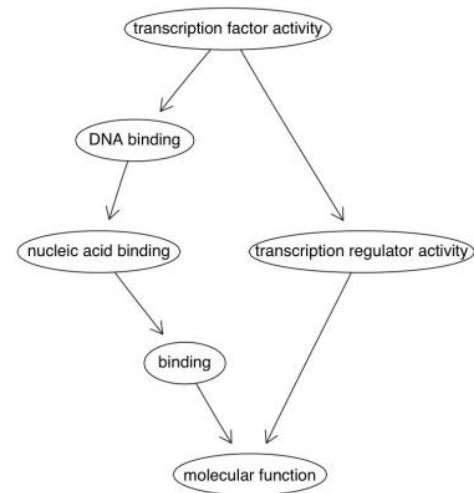 transcription factor activity
DNA binding
nucleic acid binding
transcription regulator activity
binding
molecular function